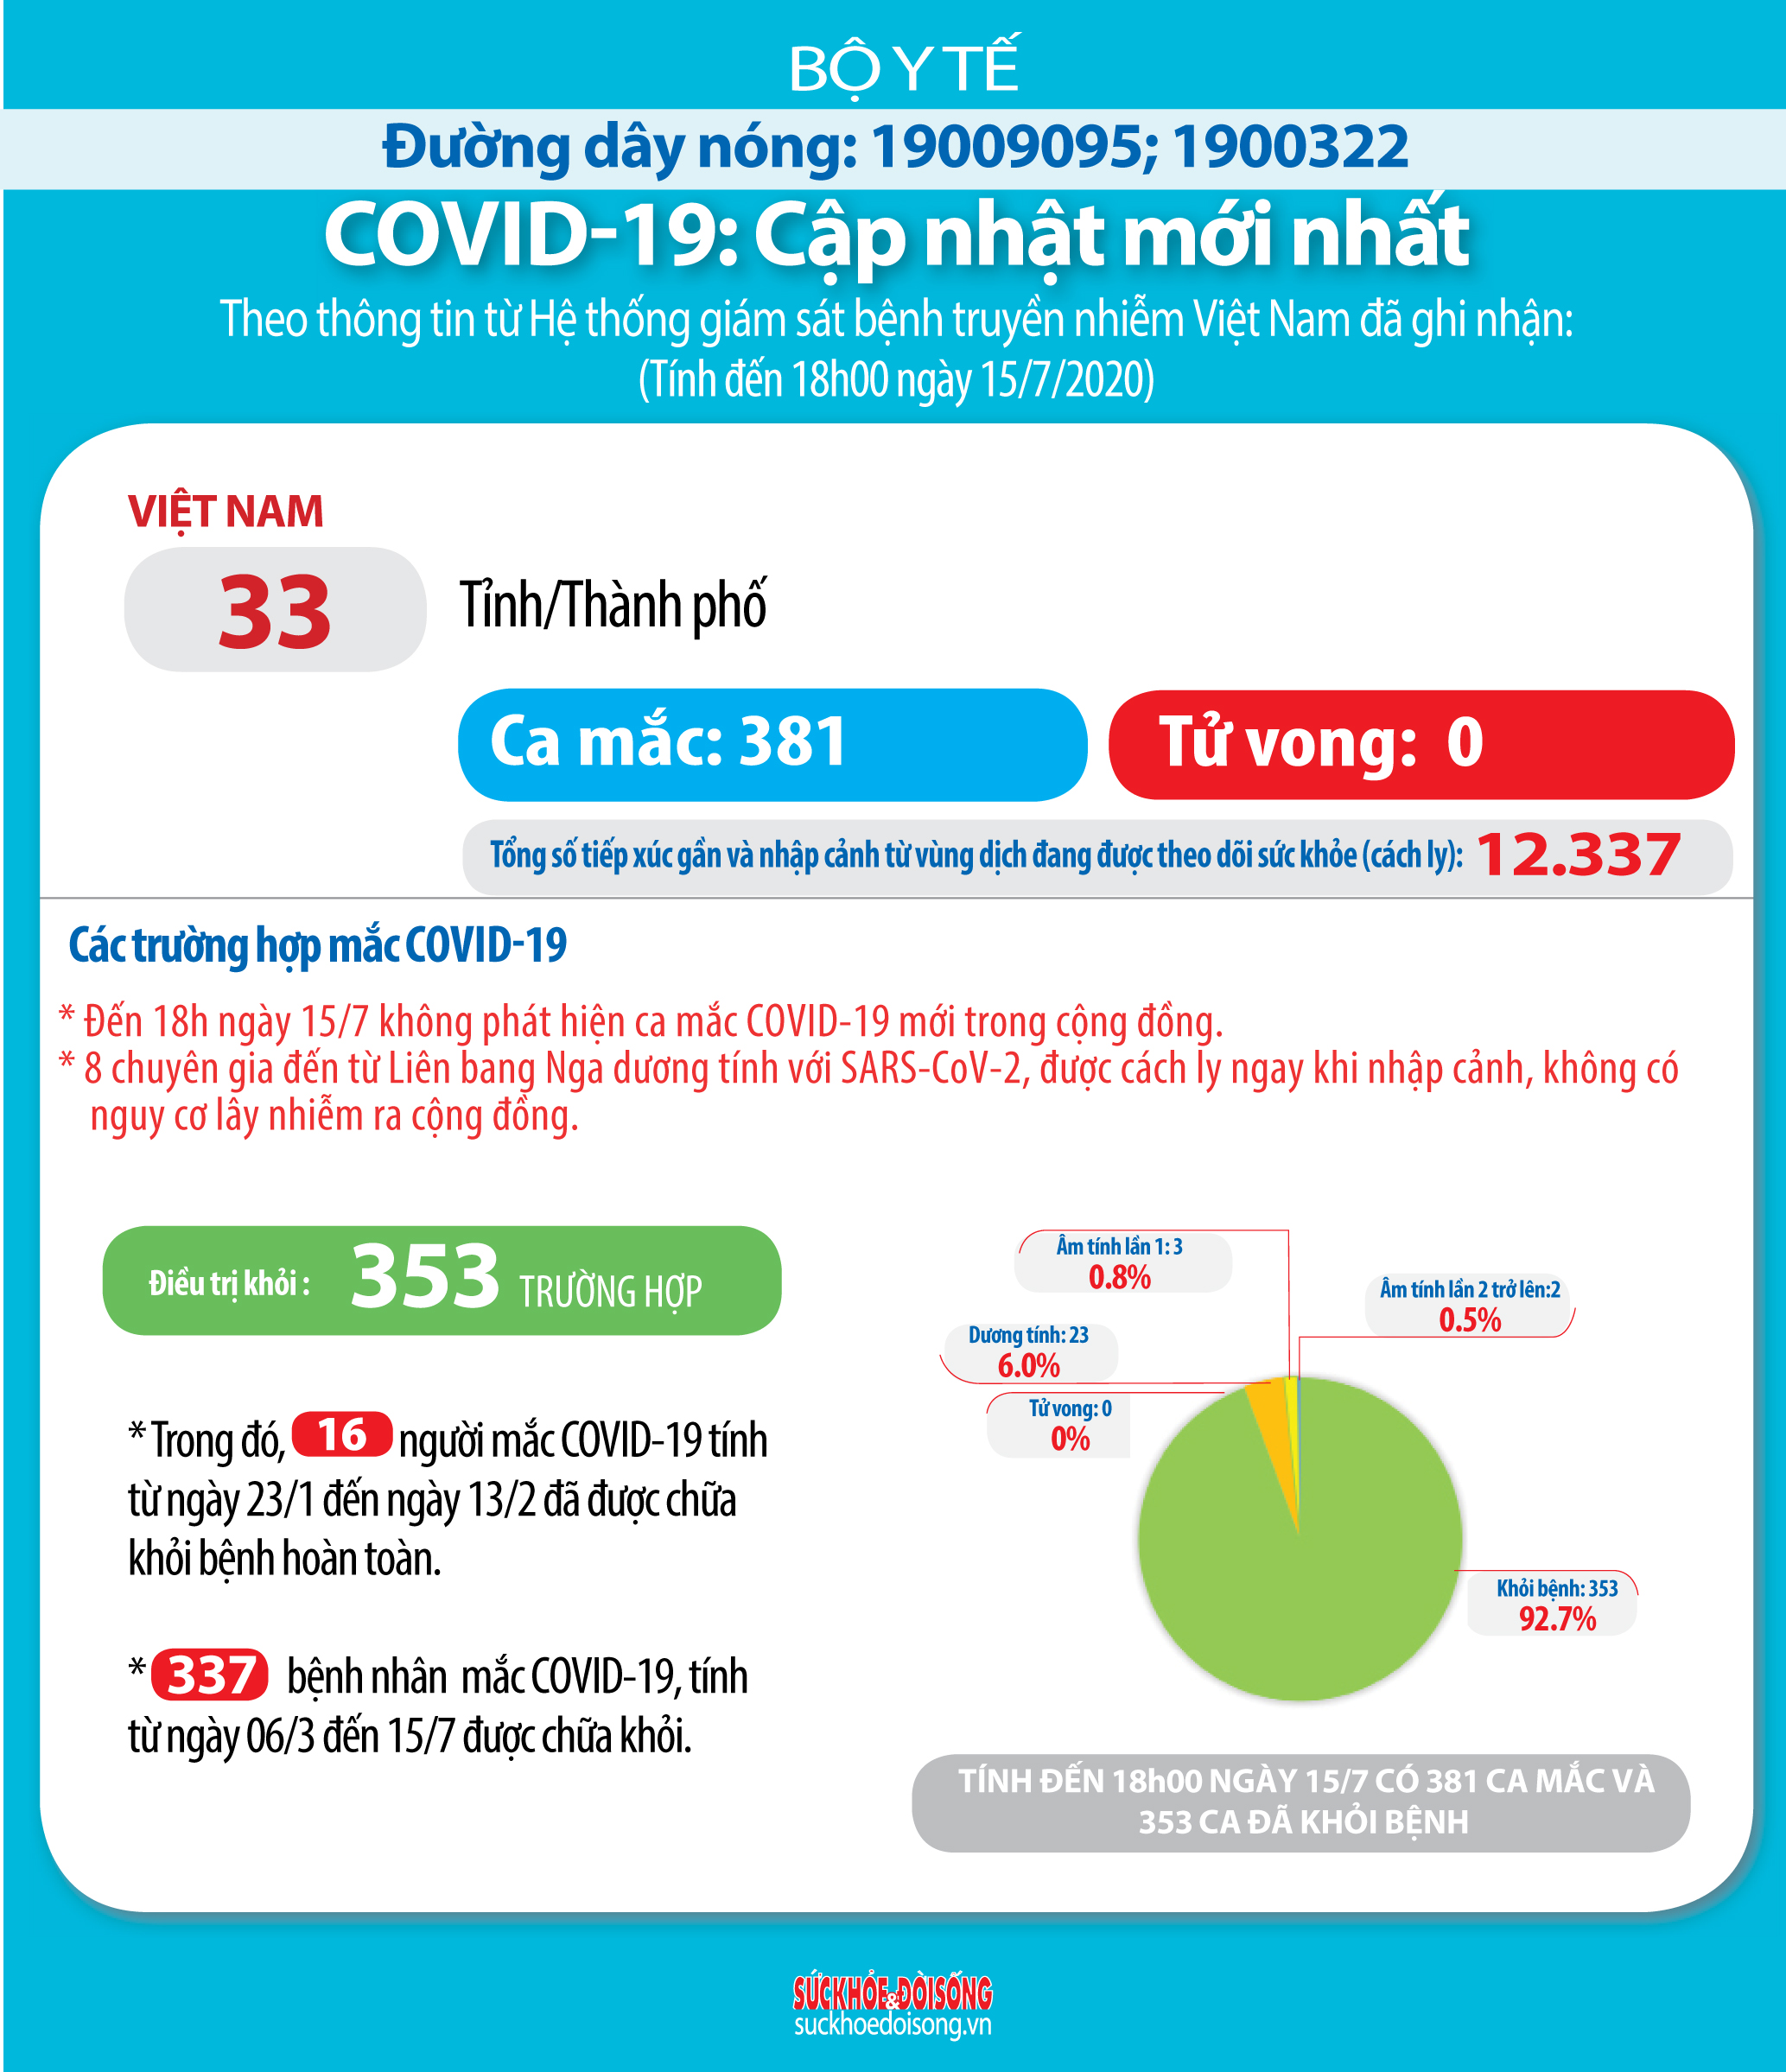 BỘ Y TẾ
Đường dây nóng: 19009095; 1900322
COVID-19: Cập nhật mới nhất
Theo thông tin từ Hệ thống giám sát bệnh truyền nhiễm Việt Nam đã ghi nhận:
(Tính đến 18h00 ngày 15/7/2020)
VIỆT NAM
33 Tỉnh/Thành phố
Ca mắc: 381
Tử vong: 0
Tổng số tiếp xúc gần và nhập cảnh từ vùng dịch đang được theo dõi sức khỏe (cách ly): 12.337
Các trường hợp mắc COVID-19
* Đến 18h ngày 15/7 không phát hiện ca mắc COVID-19 mới trong cộng đồng.
* 8 chuyên gia đến từ Liên bang Nga dương tính với SARS-CoV-2, được cách ly ngay khi nhập cảnh, không có
nguy cơ lây nhiễm ra cộng đồng.
Điều trị khỏi : 353 TRƯỜNG HỢP
* Trong đó, 16 người mắc COVID-19 tính
từ ngày 23/1 đến ngày 13/2 đã được chữa
khỏi bệnh hoàn toàn.
* 337 bệnh nhân mắc COVID-19, tính
từ ngày 06/3 đến 15/7 được chữa khỏi.
Âm tính lần 1: 3
0.8%
Âm tính lần 2 trở lên:2
0.5%
Dương tính: 23
6.0%
Tử vong: 0
0%
Khỏi bệnh: 353
92.7%
TÍNH ĐẾN 18h00 NGÀY 15/7 CÓ 381 CA MẮC VÀ
353 CA ĐÃ KHỎI BỆNH
SỨCKHỎE&ĐỜISỐNG
suckhoedoisong.vn